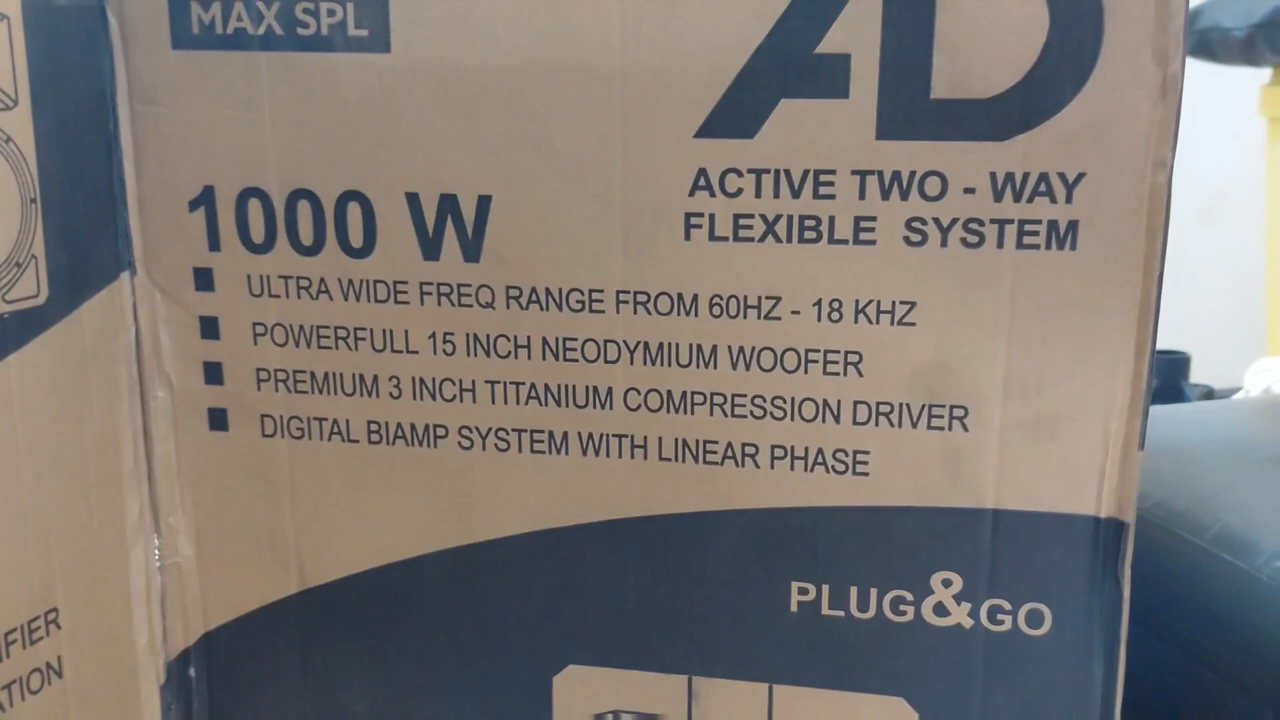 MAX SPL
AD
ACTIVE TWO - WAY
FLEXIBLE SYSTEM
1000 W
ULTRA WIDE FREQ RANGE FROM 60HZ - 18 KHZ
POWERFULL 15 INCH NEODYMIUM WOOFER
PREMIUM 3 INCH TITANIUM COMPRESSION DRIVER
DIGITAL BIAMP SYSTEM WITH LINEAR PHASE
PLUG&GO